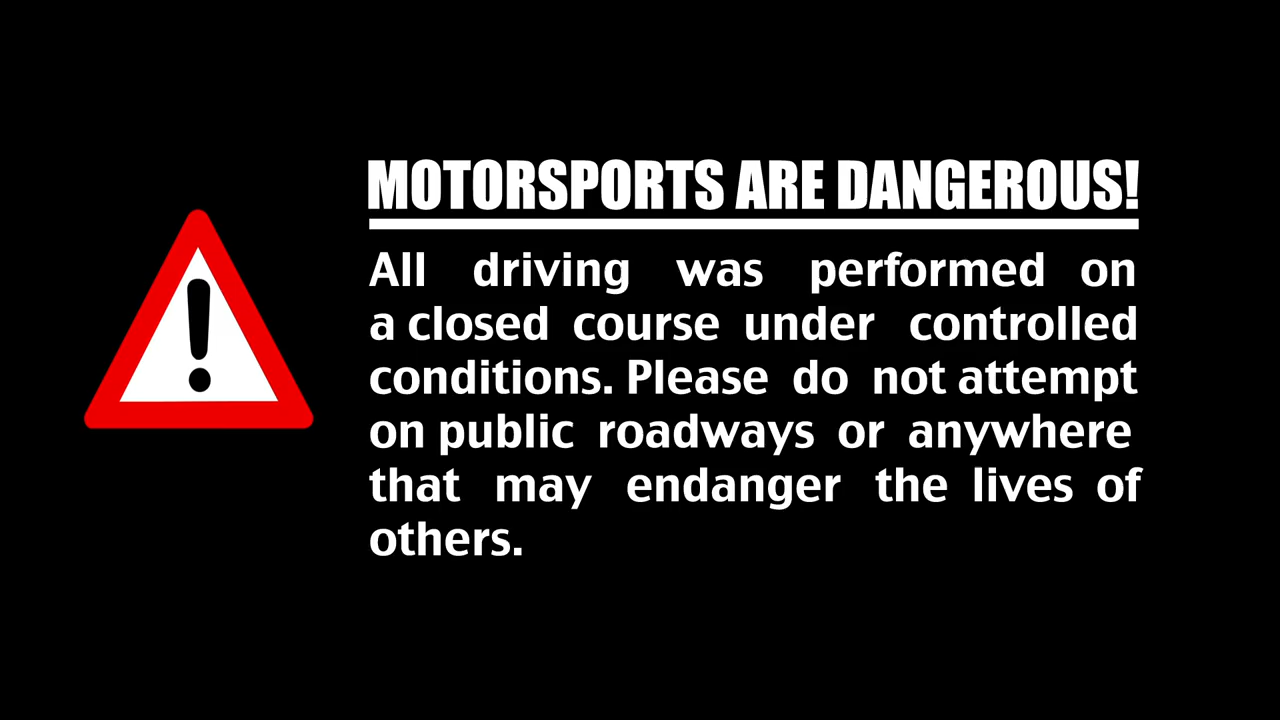 MOTORSPORTS ARE DANGEROUS!
All driving was performed on
a closed course under controlled
conditions. Please do not attempt
on public roadways or anywhere
that may endanger the lives of
others.